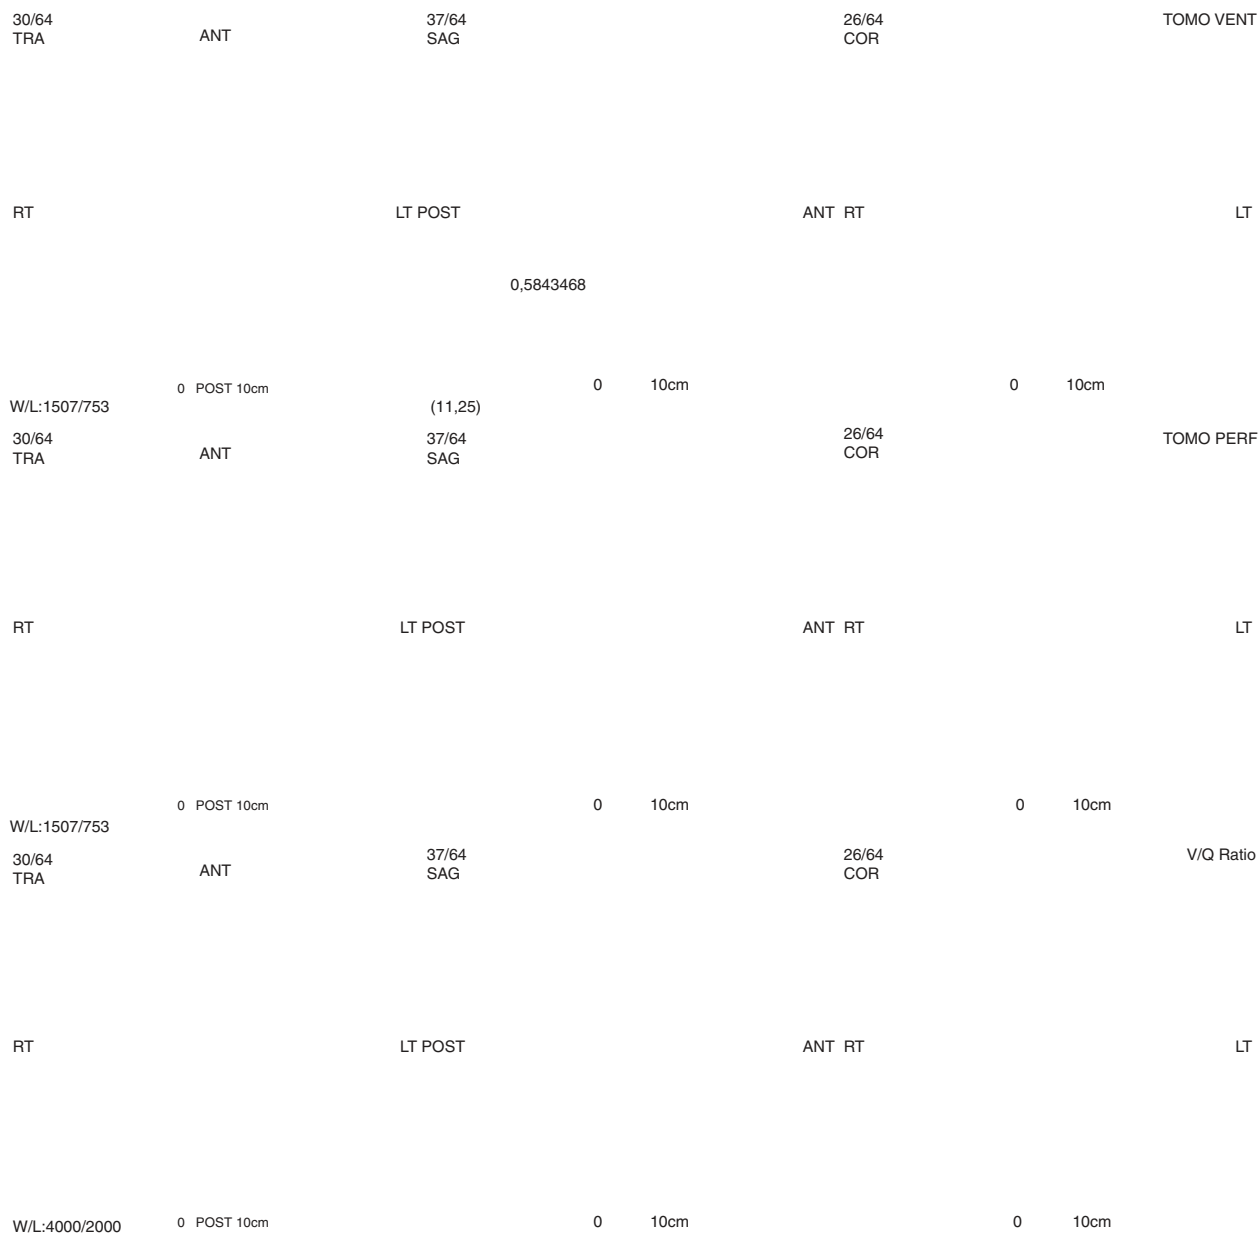 30/64 37/64 26/64 TOMO VENT
TRA ANT SAG COR
RT LT POST ANT RT LT
0,5843468
0 POST 10cm 0 10cm 0 10cm
W/L:1507/753 (11,25)
30/64 37/64 26/64 TOMO PERF
TRA ANT SAG COR
RT LT POST ANT RT LT
0 POST 10cm 0 10cm 0 10cm
W/L:1507/753
30/64 37/64 26/64 V/Q Ratio
TRA ANT SAG COR
RT LT POST ANT RT LT
W/L:4000/2000 0 POST 10cm 0 10cm 0 10cm